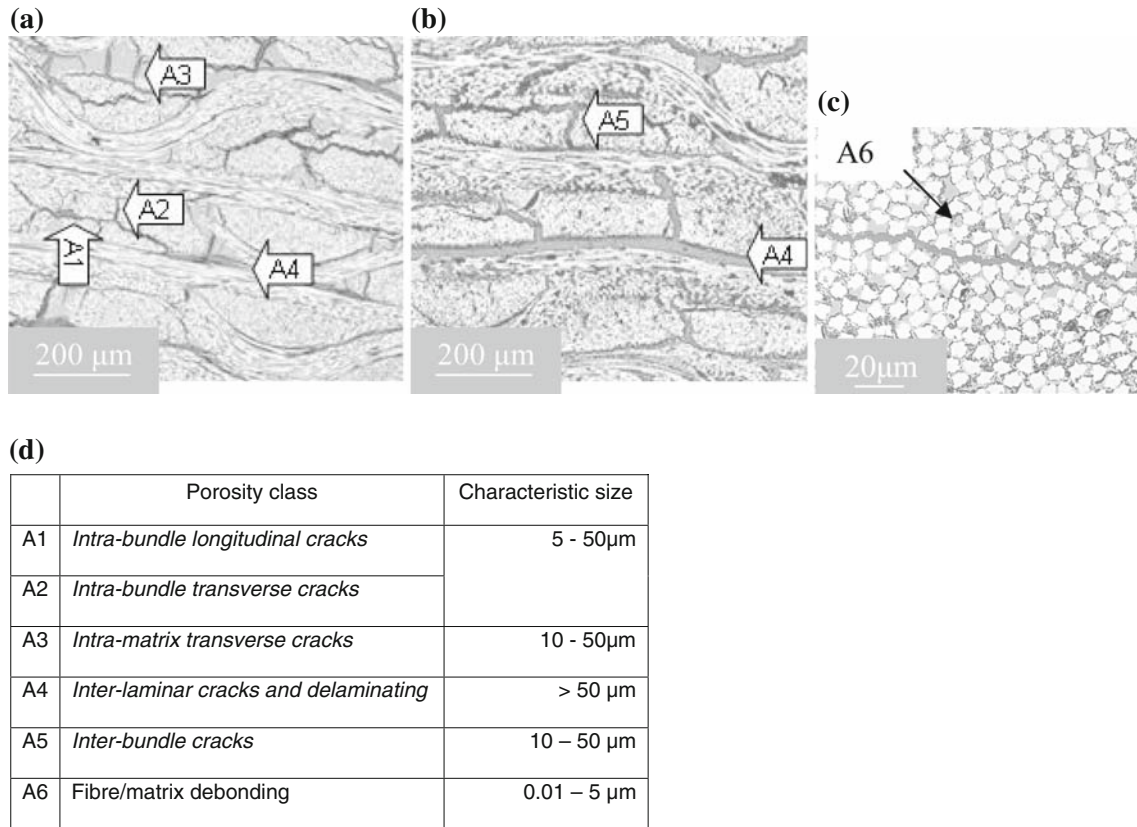 (a)
A3
A2
A1
A4
200 µm
(b)
A5
A4
200 µm
(c)
A6
20µm
(d)
Porosity class Characteristic size
A1 Intra-bundle longitudinal cracks 5 - 50µm
A2 Intra-bundle transverse cracks
A3 Intra-matrix transverse cracks 10 - 50µm
A4 Inter-laminar cracks and delaminating > 50 µm
A5 Inter-bundle cracks 10 – 50 µm
A6 Fibre/matrix debonding 0.01 – 5 µm